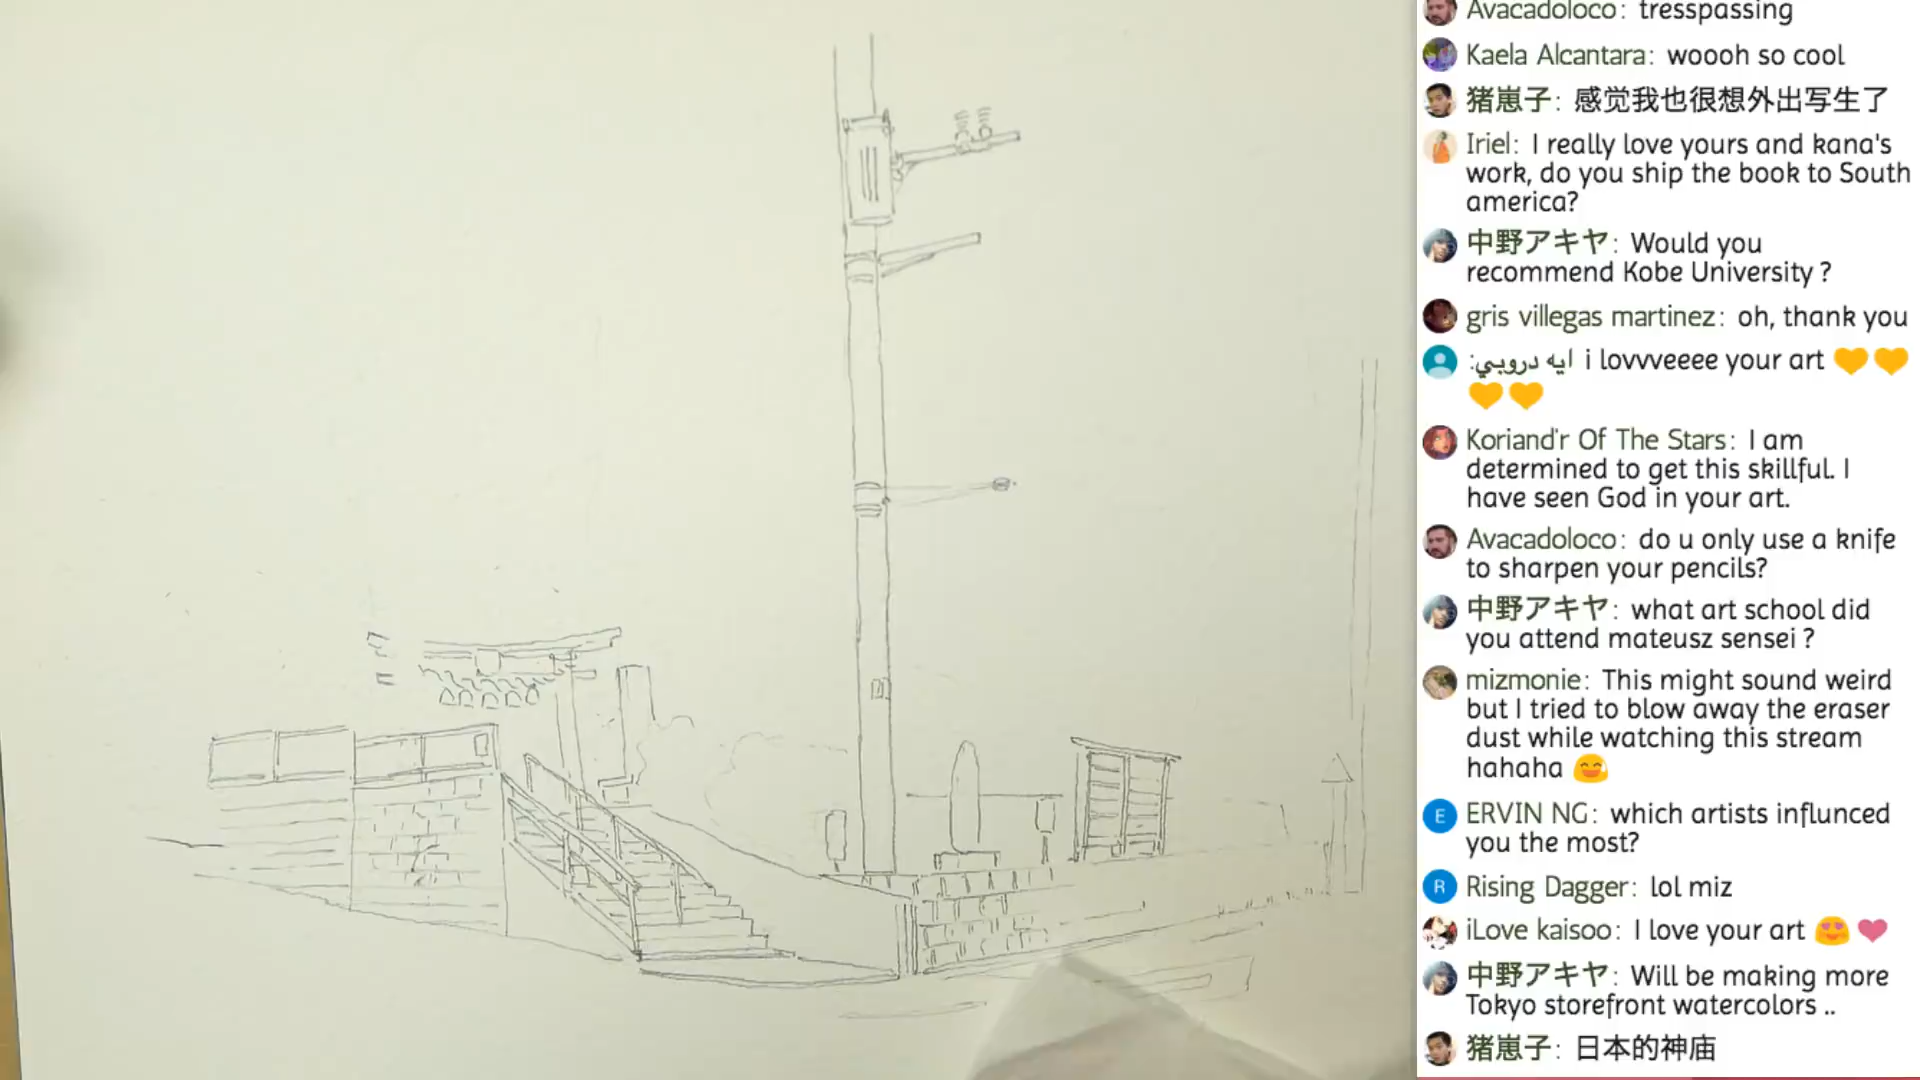 Avacadoloco: tresspassing
Kaela Alcantara: woooh so cool
猪崽子: 感觉我也很想外出写生了
Iriel: I really love yours and kana's
work, do you ship the book to South
america?
中野アキヤ: Would you
recommend Kobe University ?
gris villegas martinez: oh, thank you
ايه دروبي: i lovvveeee your art 💛💛
💛💛
Koriand'r Of The Stars: I am
determined to get this skillful. I
have seen God in your art.
Avacadoloco: do u only use a knife
to sharpen your pencils?
中野アキヤ: what art school did
you attend mateusz sensei ?
mizmonie: This might sound weird
but I tried to blow away the eraser
dust while watching this stream
hahaha 😅
E ERVIN NG: which artists influnced
you the most?
R Rising Dagger: lol miz
iLove kaisoo: I love your art 😍❤
中野アキヤ: Will be making more
Tokyo storefront watercolors ..
猪崽子: 日本的神庙